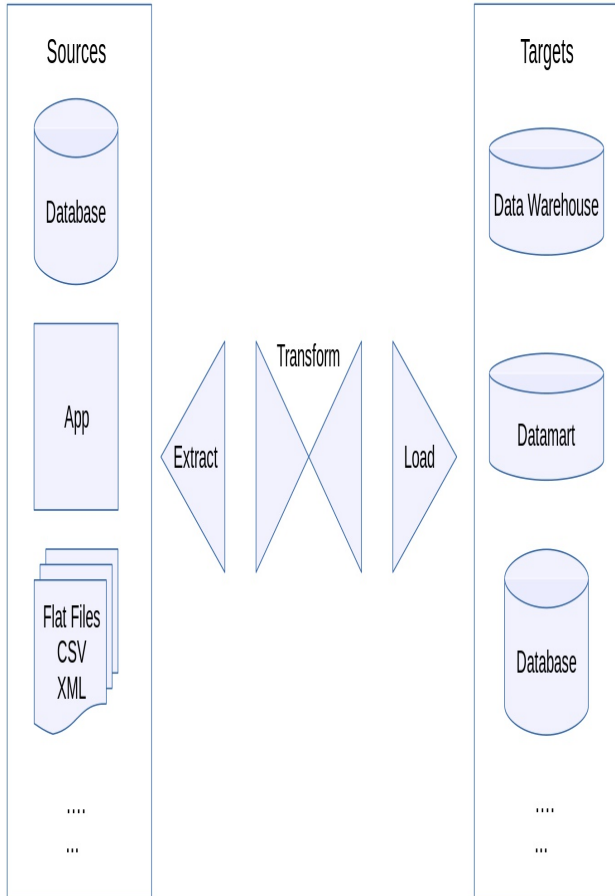 Sources
Database
App
Flat Files
CSV
XML
....
...
Extract
Transform
Load
Targets
Data Warehouse
Datamart
Database
....
...